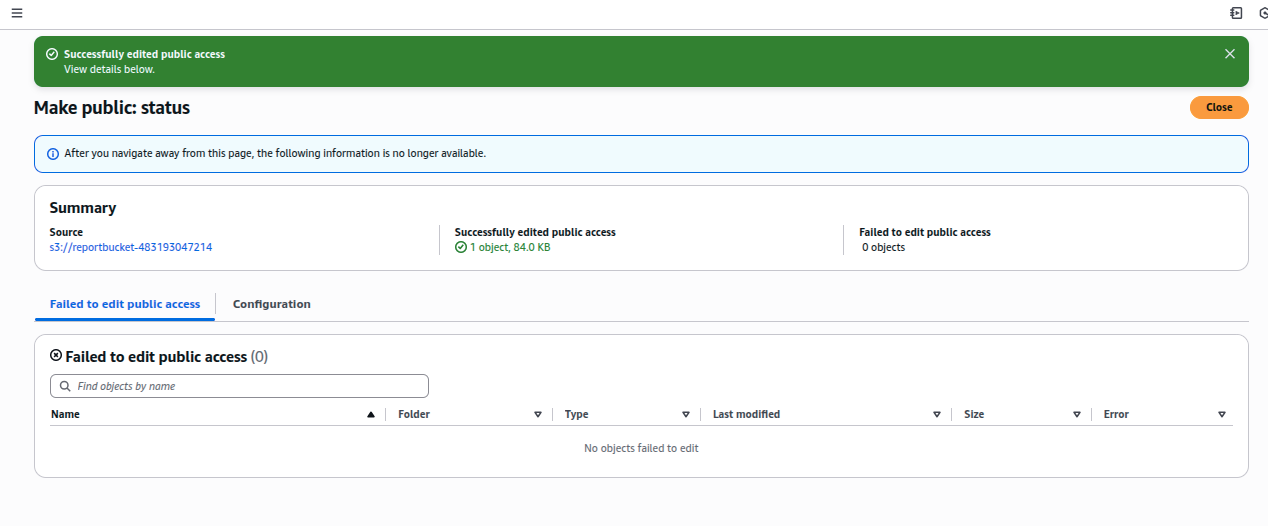 Successfully edited public access
View details below.
Make public: status
Close
After you navigate away from this page, the following information is no longer available.
Summary
Source
s3://reportbucket-483193047214
Successfully edited public access
1 object, 84.0 KB
Failed to edit public access
0 objects
Failed to edit public access
Configuration
Failed to edit public access (0)
Find objects by name
Name
Folder
Type
Last modified
Size
Error
No objects failed to edit